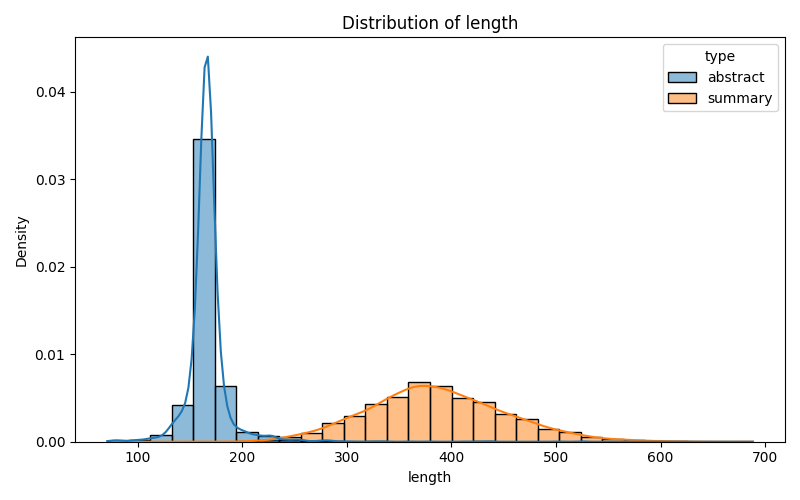 Distribution of length
type
abstract
summary
0.04
0.03
0.02
0.01
0.00
Density
100 200 300 400 500 600 700
length